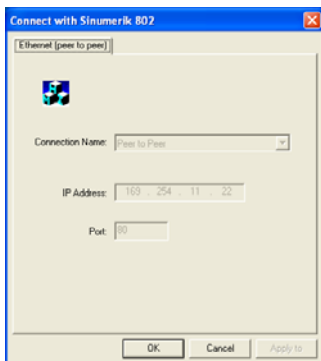 Connect with Sinumerik 802
Ethernet (peer to peer)
Connection Name: Peer to Peer
IP Address: 169 . 254 . 11 . 22
Port: 80
OK Cancel Apply to